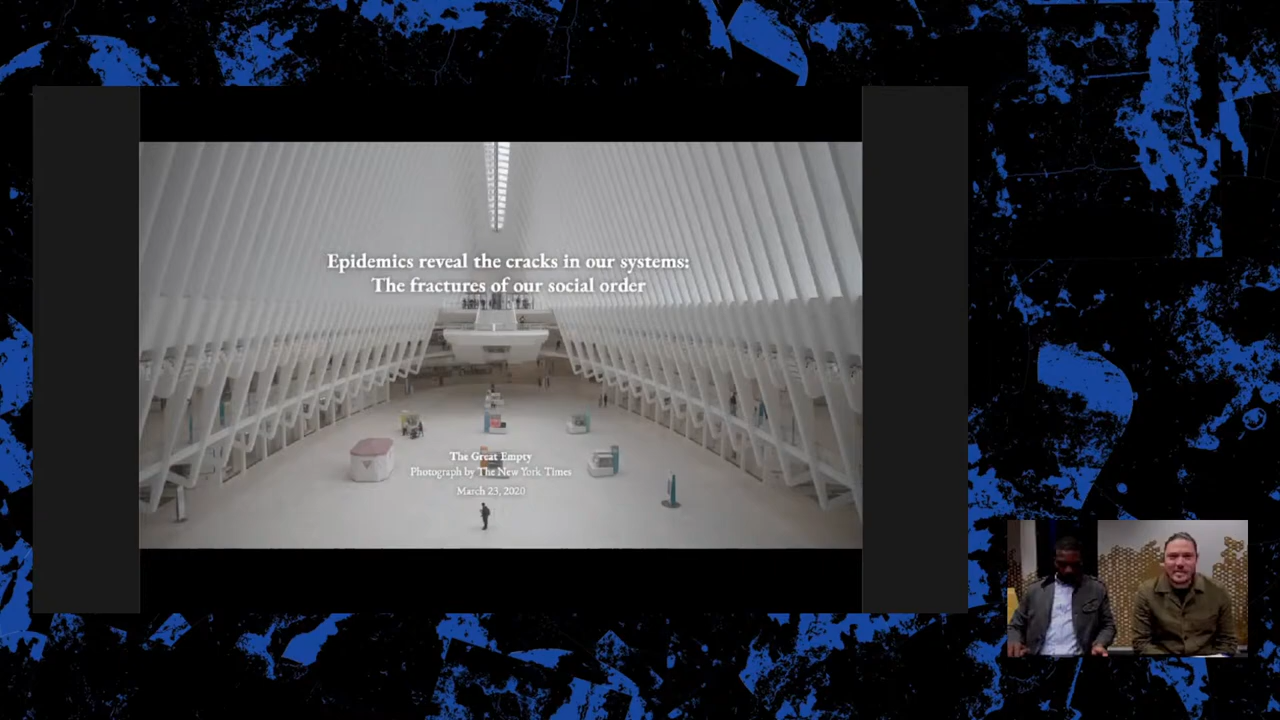 Epidemics reveal the cracks in our systems:
The fractures of our social order
The Great Empty
Photograph by The New York Times
March 23, 2020